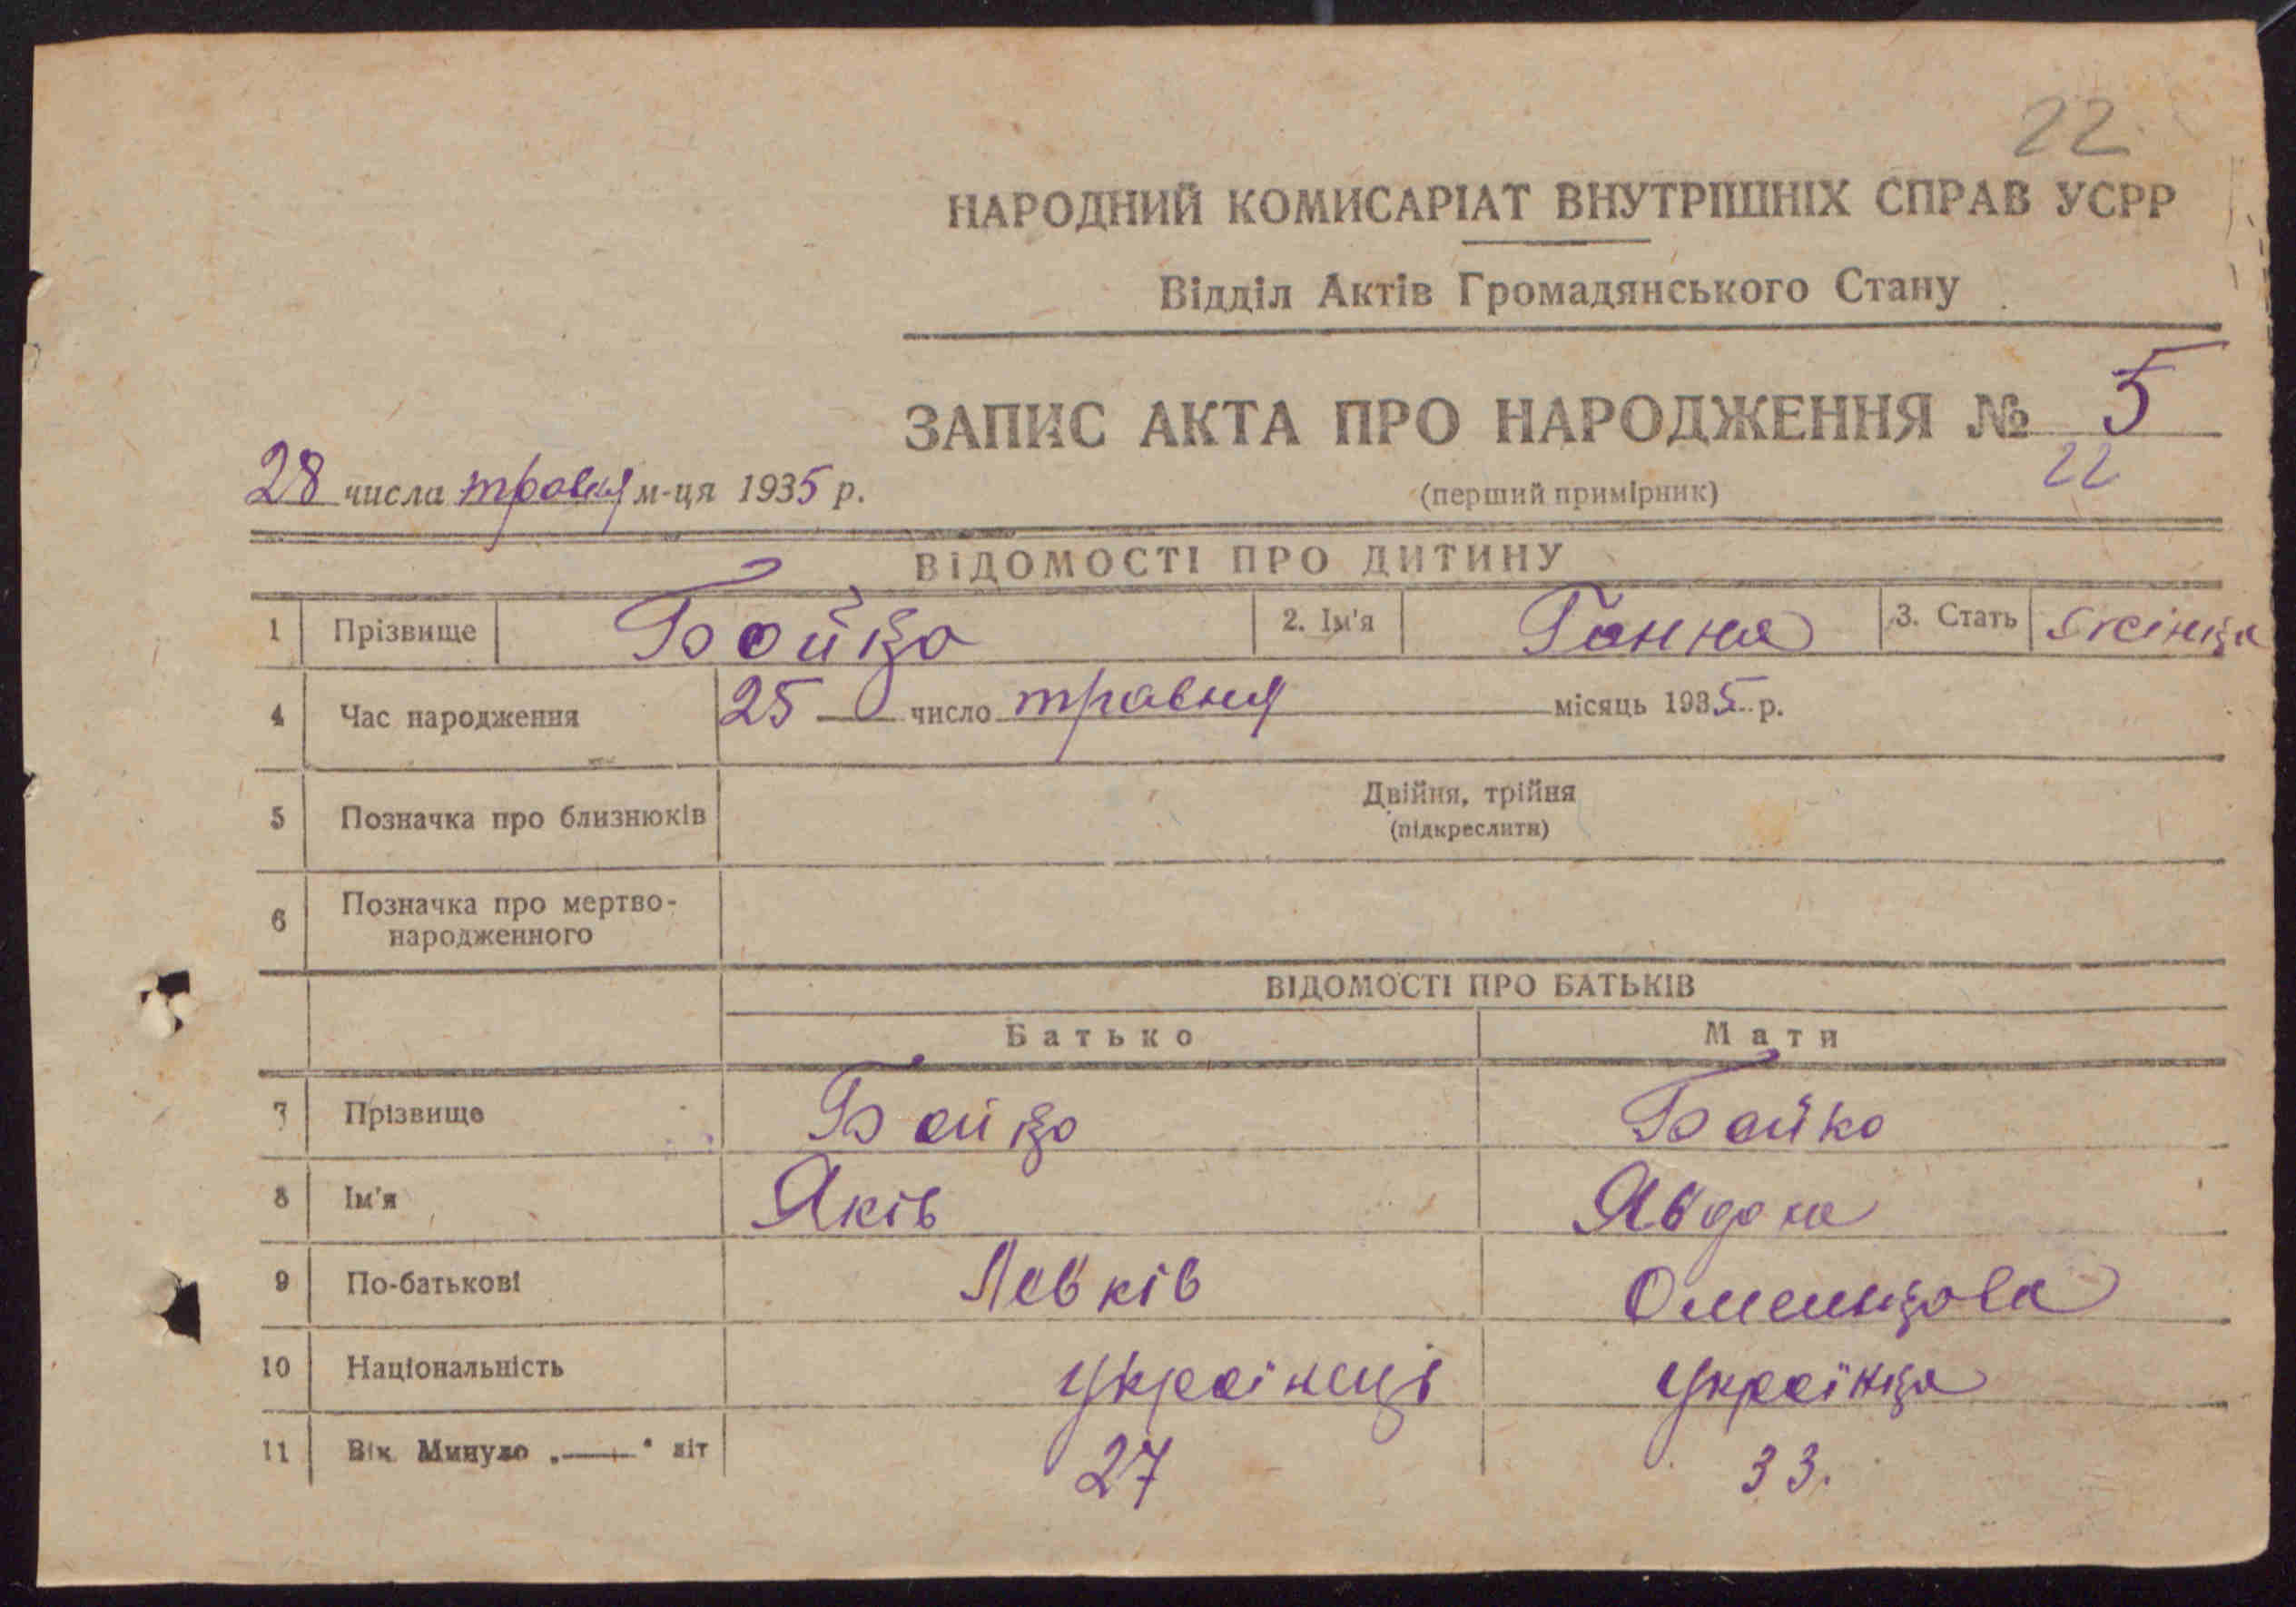 22
НАРОДНИЙ КОМИСАРІАТ ВНУТРІШНІХ СПРАВ УСРР
Відділ Актів Громадянського Стану
ЗАПИС АКТА ПРО НАРОДЖЕННЯ № 5
28 числа травня м-ця 1935 р. (перший примірник) 22
ВІДОМОСТІ ПРО ДИТИНУ
1 Прізвище Бойко 2. Ім'я Ганна 3. Стать жінка
4 Час народження 25 число травня місяць 1935 р.
5 Позначка про близнюків Двійня, трійня
(підкреслити)
6 Позначка про мертво-
народженного
ВІДОМОСТІ ПРО БАТЬКІВ
Батько Мати
7 Прізвище Бойко Бойко
8 Ім'я Яків Явдоха
9 По-батькові Левків Омелькова
10 Національність Українець Українка
11 Вік Минуло „——“ літ 27 33.